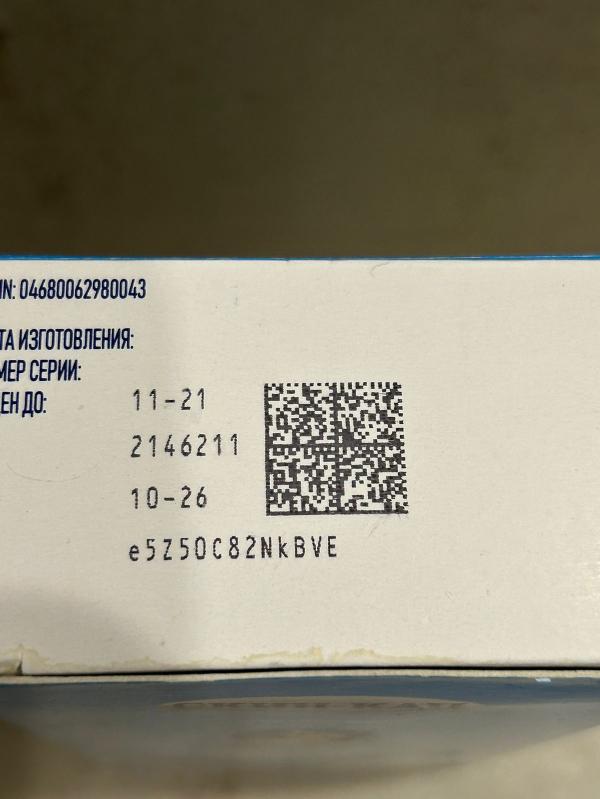 IN: 04680062980043
ТА ИЗГОТОВЛЕНИЯ:
МЕР СЕРИИ:
ЕН ДО:
11-21
2146211
10-26
e5Z50C82NkBVE